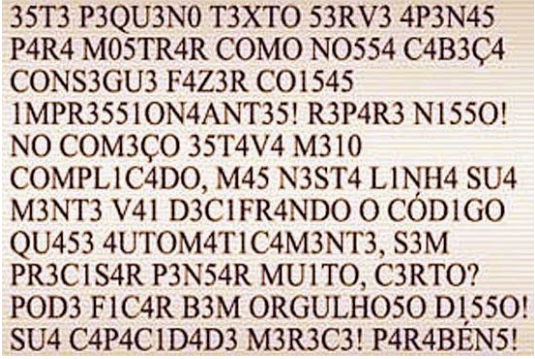 35T3 P3QU3N0 T3XTO 53RV3 4P3N45
P4R4 M05TR4R COMO NO554 C4B3Ç4
CONS3GU3 F4Z3R CO1545
1MPR3551ON4ANT35! R3P4R3 N155O!
NO COM3ÇO 35T4V4 M310
COMPL1C4DO, M45 N3ST4 L1NH4 SU4
M3NT3 V41 D3C1FR4NDO O CÓD1GO
QU453 4UTOM4T1C4M3NT3, S3M
PR3C1S4R P3N54R MU1TO, C3RTO?
POD3 F1C4R B3M ORGULHO5O D155O!
SU4 C4P4C1D4D3 M3R3C3! P4R4BÉN5!